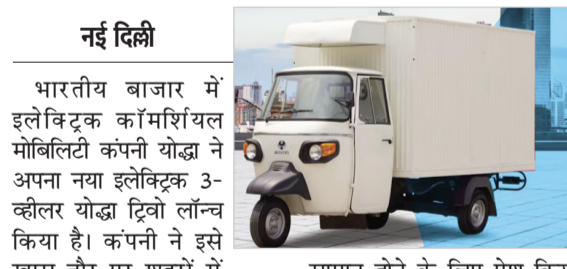 नई दिल्ली
भारतीय बाजार में
इलेक्ट्रिक कॉमर्शियल
मोबिलिटी कंपनी योद्धा ने
अपना नया इलेक्ट्रिक 3-
व्हीलर योद्धा ट्रिवो लॉन्च
किया है। कंपनी ने इसे